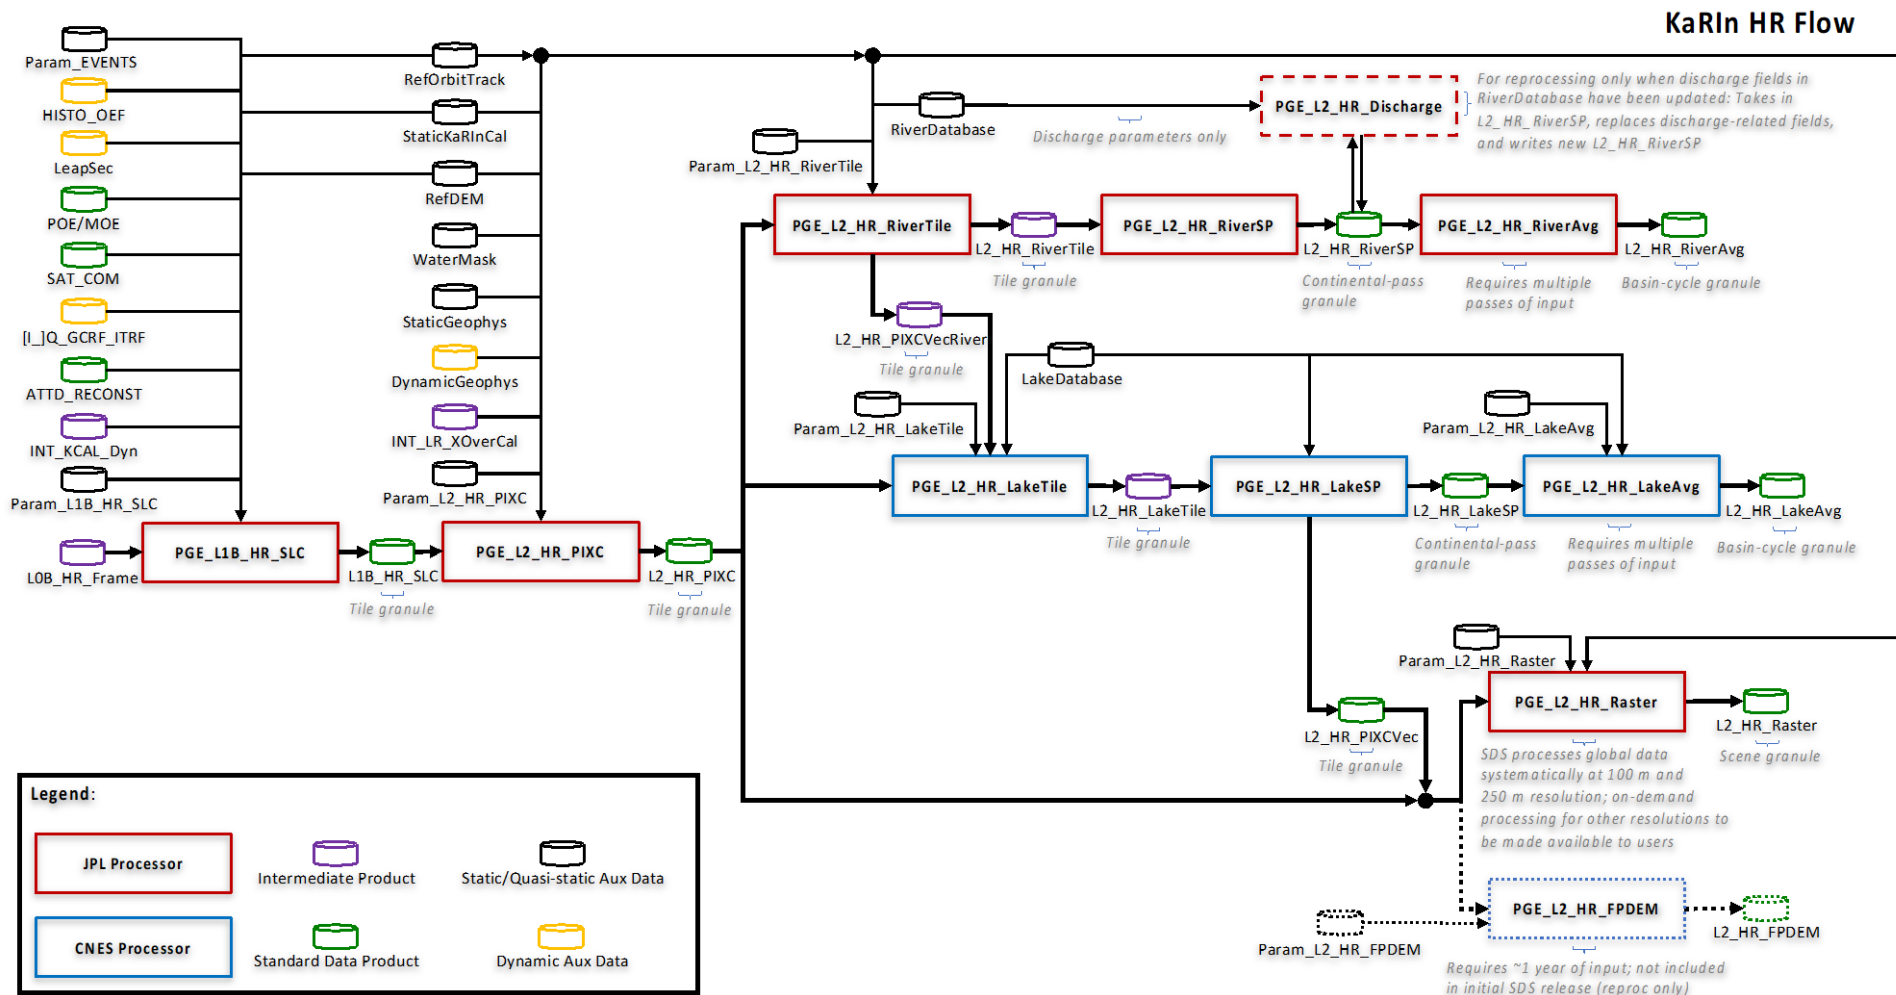 KaRIn HR Flow
Param_EVENTS
HISTO_OEF
LeapSec
POE/MOE
SAT_COM
[I_]Q_GCRF_ITRF
ATTD_RECONST
INT_KCAL_Dyn
Param_L1B_HR_SLC
L0B_HR_Frame
PGE_L1B_HR_SLC
L1B_HR_SLC
Tile granule
RefOrbitTrack
StaticKaRInCal
RefDEM
WaterMask
StaticGeophys
DynamicGeophys
INT_LR_XOverCal
Param_L2_HR_PIXC
PGE_L2_HR_PIXC
L2_HR_PIXC
Tile granule
RiverDatabase
Discharge parameters only
Param_L2_HR_RiverTile
PGE_L2_HR_Discharge
For reprocessing only when discharge fields in
RiverDatabase have been updated: Takes in
L2_HR_RiverSP, replaces discharge-related fields,
and writes new L2_HR_RiverSP
PGE_L2_HR_RiverTile
L2_HR_RiverTile
Tile granule
PGE_L2_HR_RiverSP
L2_HR_RiverSP
Continental-pass
granule
PGE_L2_HR_RiverAvg
Requires multiple
passes of input
L2_HR_RiverAvg
Basin-cycle granule
L2_HR_PIXCVecRiver
Tile granule
LakeDatabase
Param_L2_HR_LakeTile
Param_L2_HR_LakeAvg
PGE_L2_HR_LakeTile
L2_HR_LakeTile
Tile granule
PGE_L2_HR_LakeSP
L2_HR_LakeSP
Continental-pass
granule
PGE_L2_HR_LakeAvg
Requires multiple
passes of input
L2_HR_LakeAvg
Basin-cycle granule
Param_L2_HR_Raster
PGE_L2_HR_Raster
L2_HR_Raster
Scene granule
L2_HR_PIXCVec
Tile granule
SDS processes global data
systematically at 100 m and
250 m resolution; on-demand
processing for other resolutions to
be made available to users
PGE_L2_HR_FPDEM
L2_HR_FPDEM
Param_L2_HR_FPDEM
Requires ~1 year of input; not included
in initial SDS release (reproc only)
Legend:
JPL Processor
Intermediate Product
Static/Quasi-static Aux Data
CNES Processor
Standard Data Product
Dynamic Aux Data